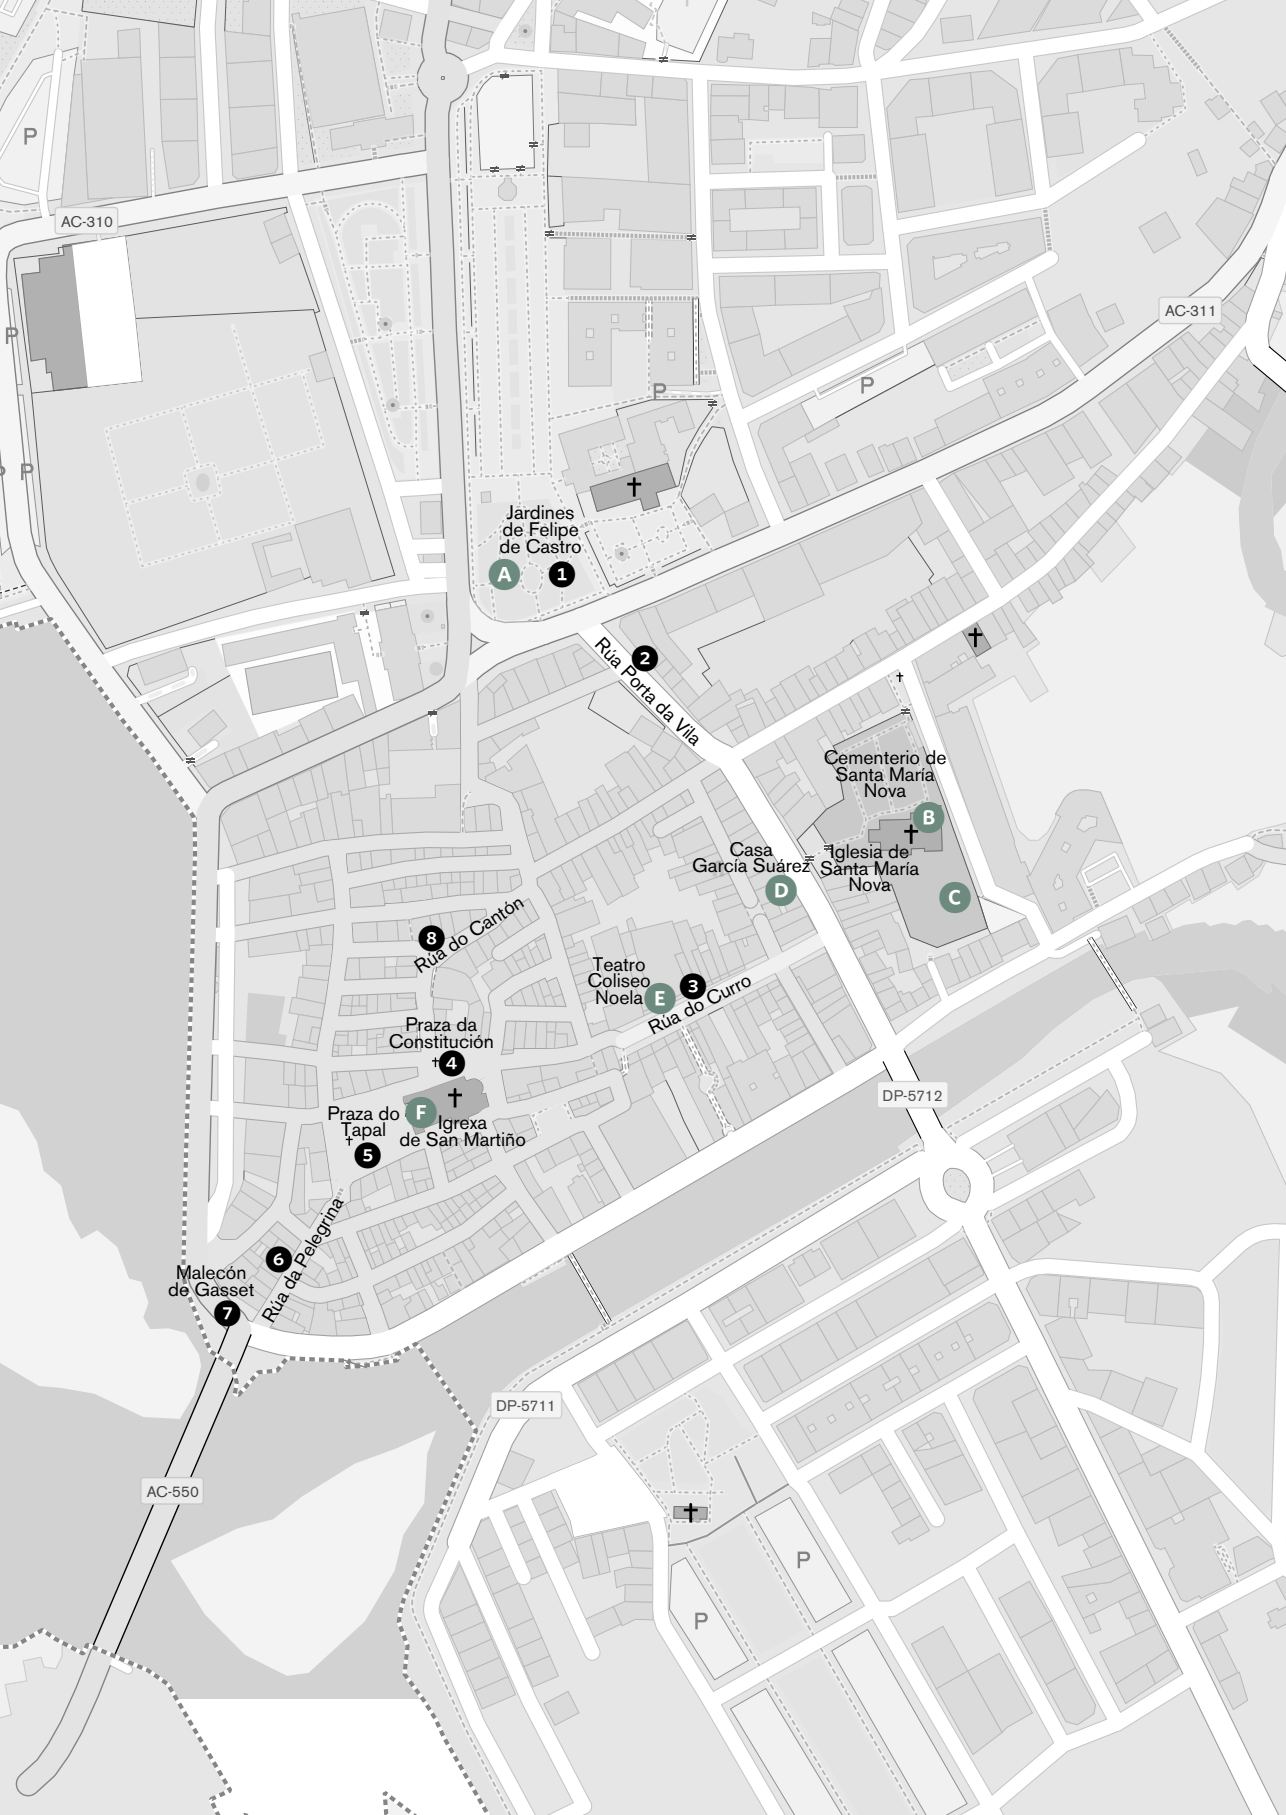 P
AC-310
P
P
P
P
P
AC-311
Jardines
de Felipe
de Castro
A
1
2
Rúa Porta da Vila
Cementerio de
Santa María
Nova
B
Iglesia de
Santa María
Nova
C
Casa
García Suárez
D
8
Rúa do Cantón
Teatro
Coliseo
Noela
E
3
Rúa do Curro
Praza da
Constitución
4
DP-5712
F
Praza do
Tapal
5
Igrexa
de San Martiño
6
Rúa da Pelegrina
Malecón
de Gasset
7
DP-5711
AC-550
P
P